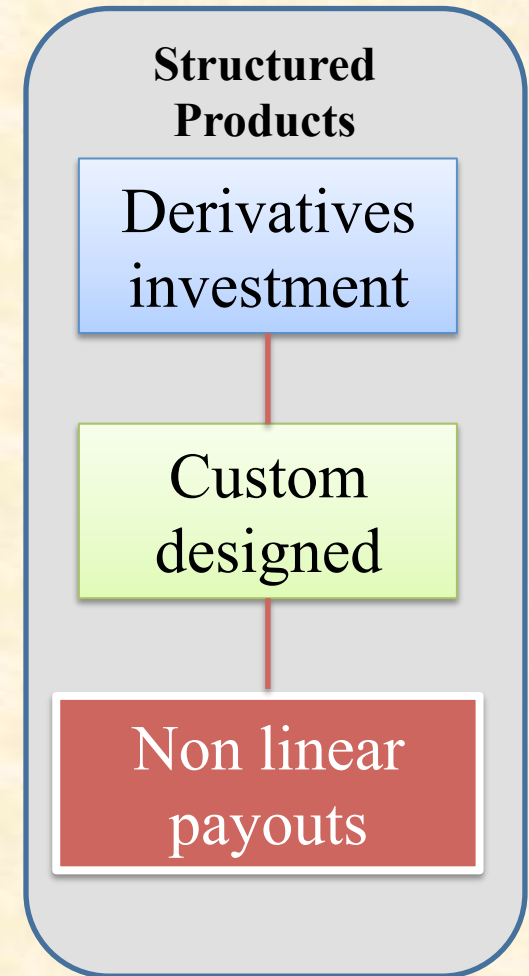 Structured
Products
Derivatives
investment
Custom
designed
Non linear
payouts